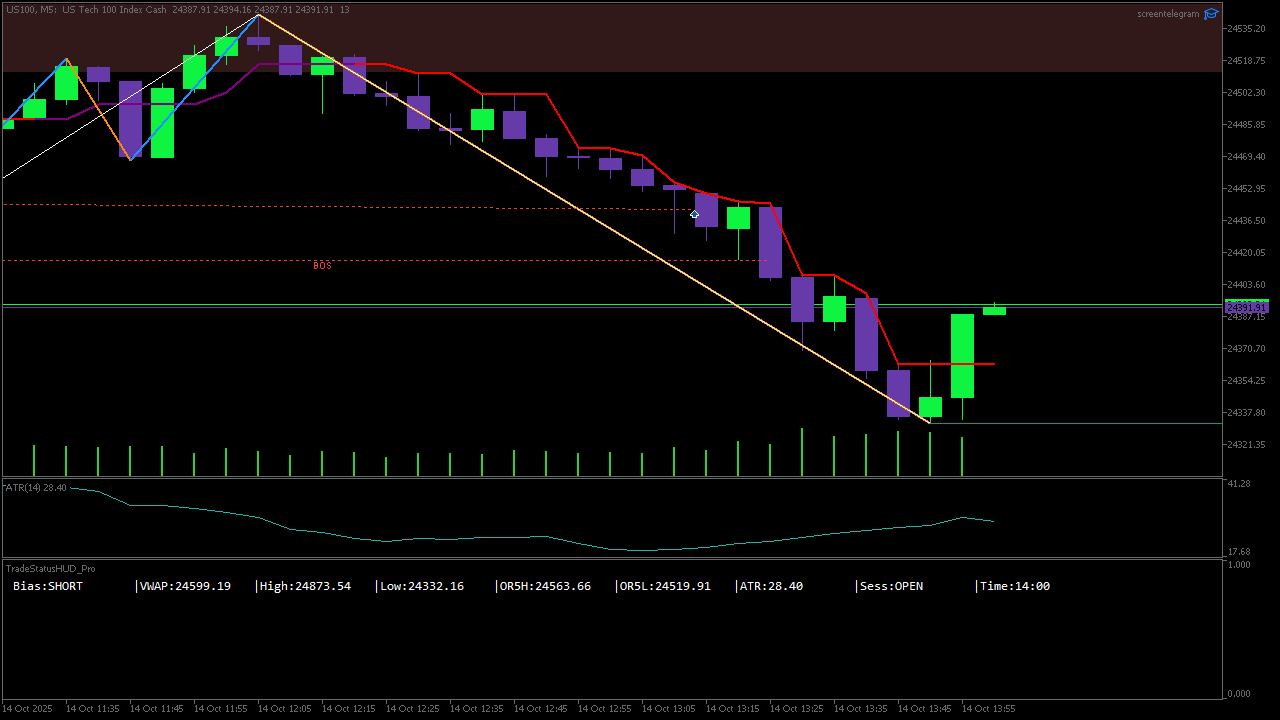 US100, M5: US Tech 100 Index Cash 24387.91 24394.16 24387.91 24391.91 13
screentelegram
24535.20
24518.75
24502.30
24485.85
24469.40
24452.95
24436.50
24420.05
BOS
24403.60
24391.91
24387.15
24370.70
24354.25
24337.80
24321.35
ATR(14) 28.40
41.28
17.68
TradeStatusHUD_Pro
1.000
Bias:SHORT |VWAP:24599.19 |High:24873.54 |Low:24332.16 |OR5H:24563.66 |OR5L:24519.91 |ATR:28.40 |Sess:OPEN |Time:14:00
0.000
14 Oct 2025 14 Oct 11:35 14 Oct 11:45 14 Oct 11:55 14 Oct 12:05 14 Oct 12:15 14 Oct 12:25 14 Oct 12:35 14 Oct 12:45 14 Oct 12:55 14 Oct 13:05 14 Oct 13:15 14 Oct 13:25 14 Oct 13:35 14 Oct 13:45 14 Oct 13:55